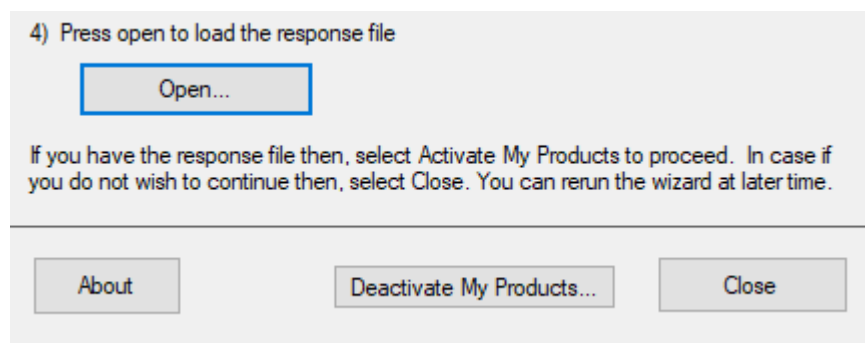 4) Press open to load the response file
Open...
If you have the response file then, select Activate My Products to proceed. In case if
you do not wish to continue then, select Close. You can rerun the wizard at later time.
About
Deactivate My Products...
Close